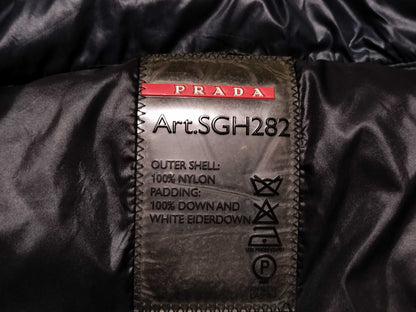 PRADA
Art.SGH282
OUTER SHELL:
100% NYLON
PADDING:
100% DOWN AND
WHITE EIDERDOWN
P